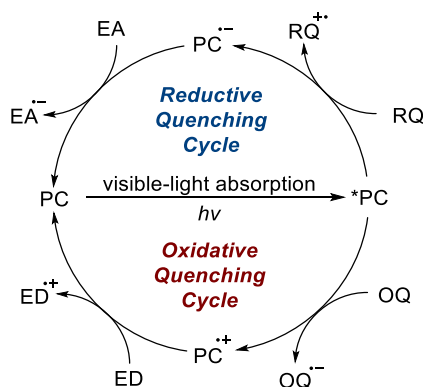 EA
PC•−
RQ+•
EA•−
Reductive
Quenching
Cycle
RQ
visible-light absorption
PC
*PC
hv
Oxidative
Quenching
Cycle
ED•+
OQ
PC•+
ED
OQ•−